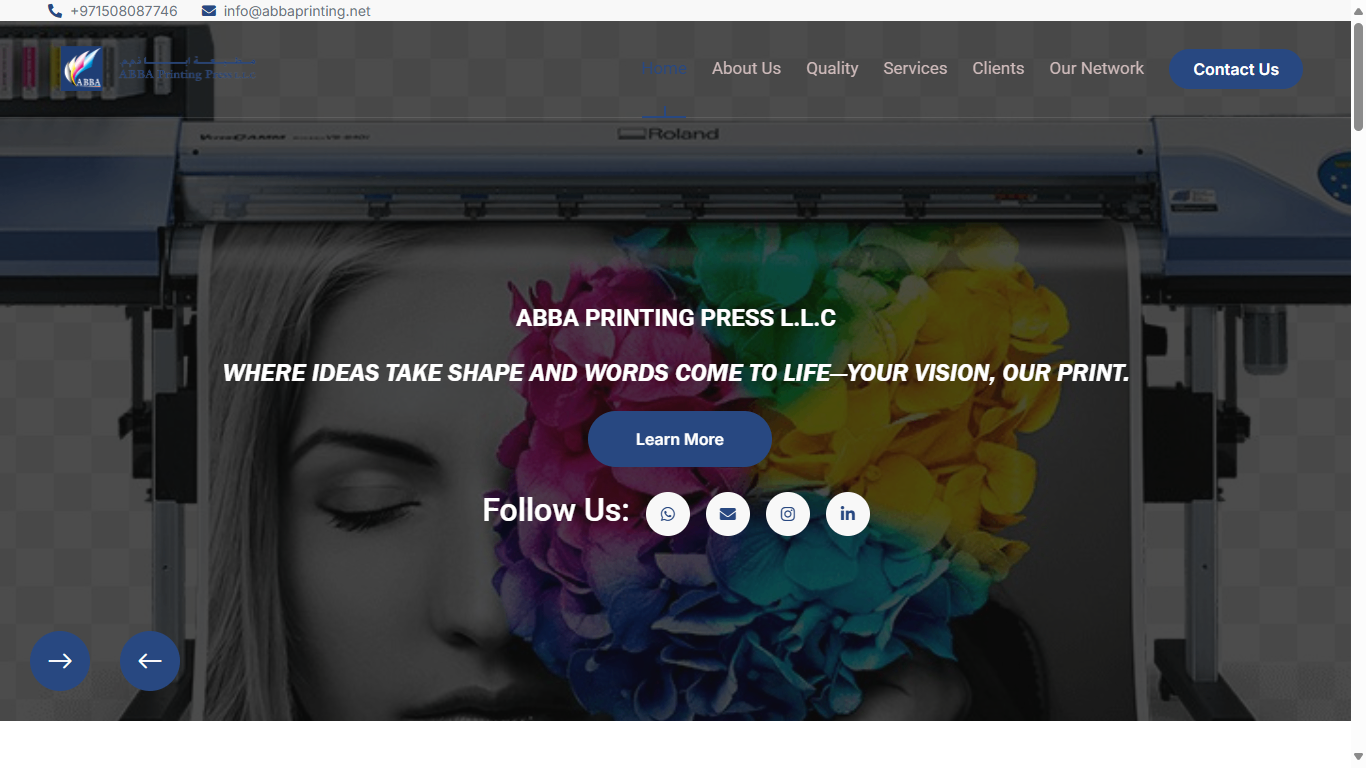 +971508087746 info@abbaprinting.net
ABBA
ABBA Printing Press
Home About Us Quality Services Clients Our Network Contact Us
Roland
ABBA PRINTING PRESS L.L.C
WHERE IDEAS TAKE SHAPE AND WORDS COME TO LIFE—YOUR VISION, OUR PRINT.
Learn More
Follow Us: